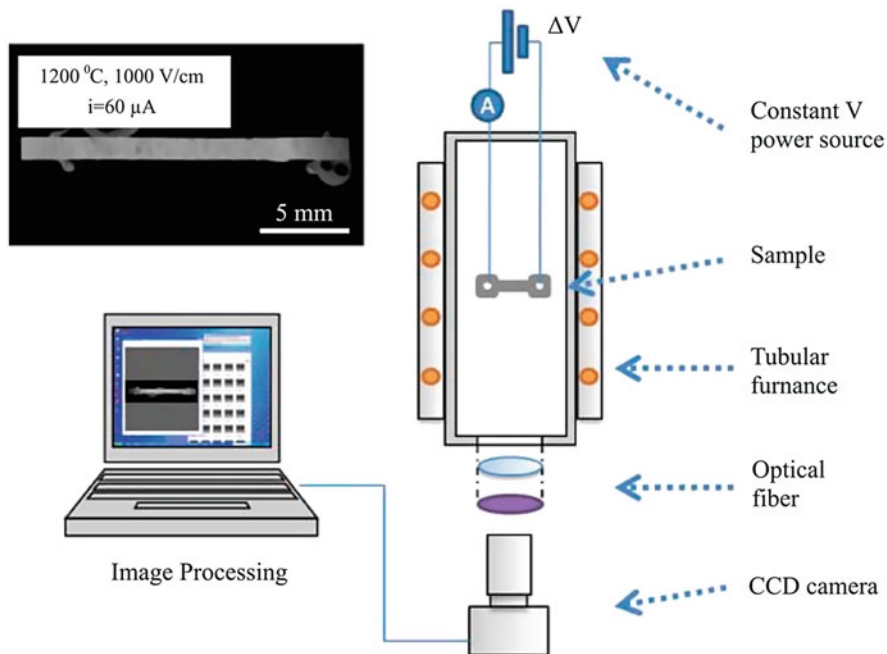 1200 ⁰C, 1000 V/cm
i=60 µA
5 mm
ΔV
A
Constant V
power source
Sample
Tubular
furnance
Optical
fiber
CCD camera
Image Processing